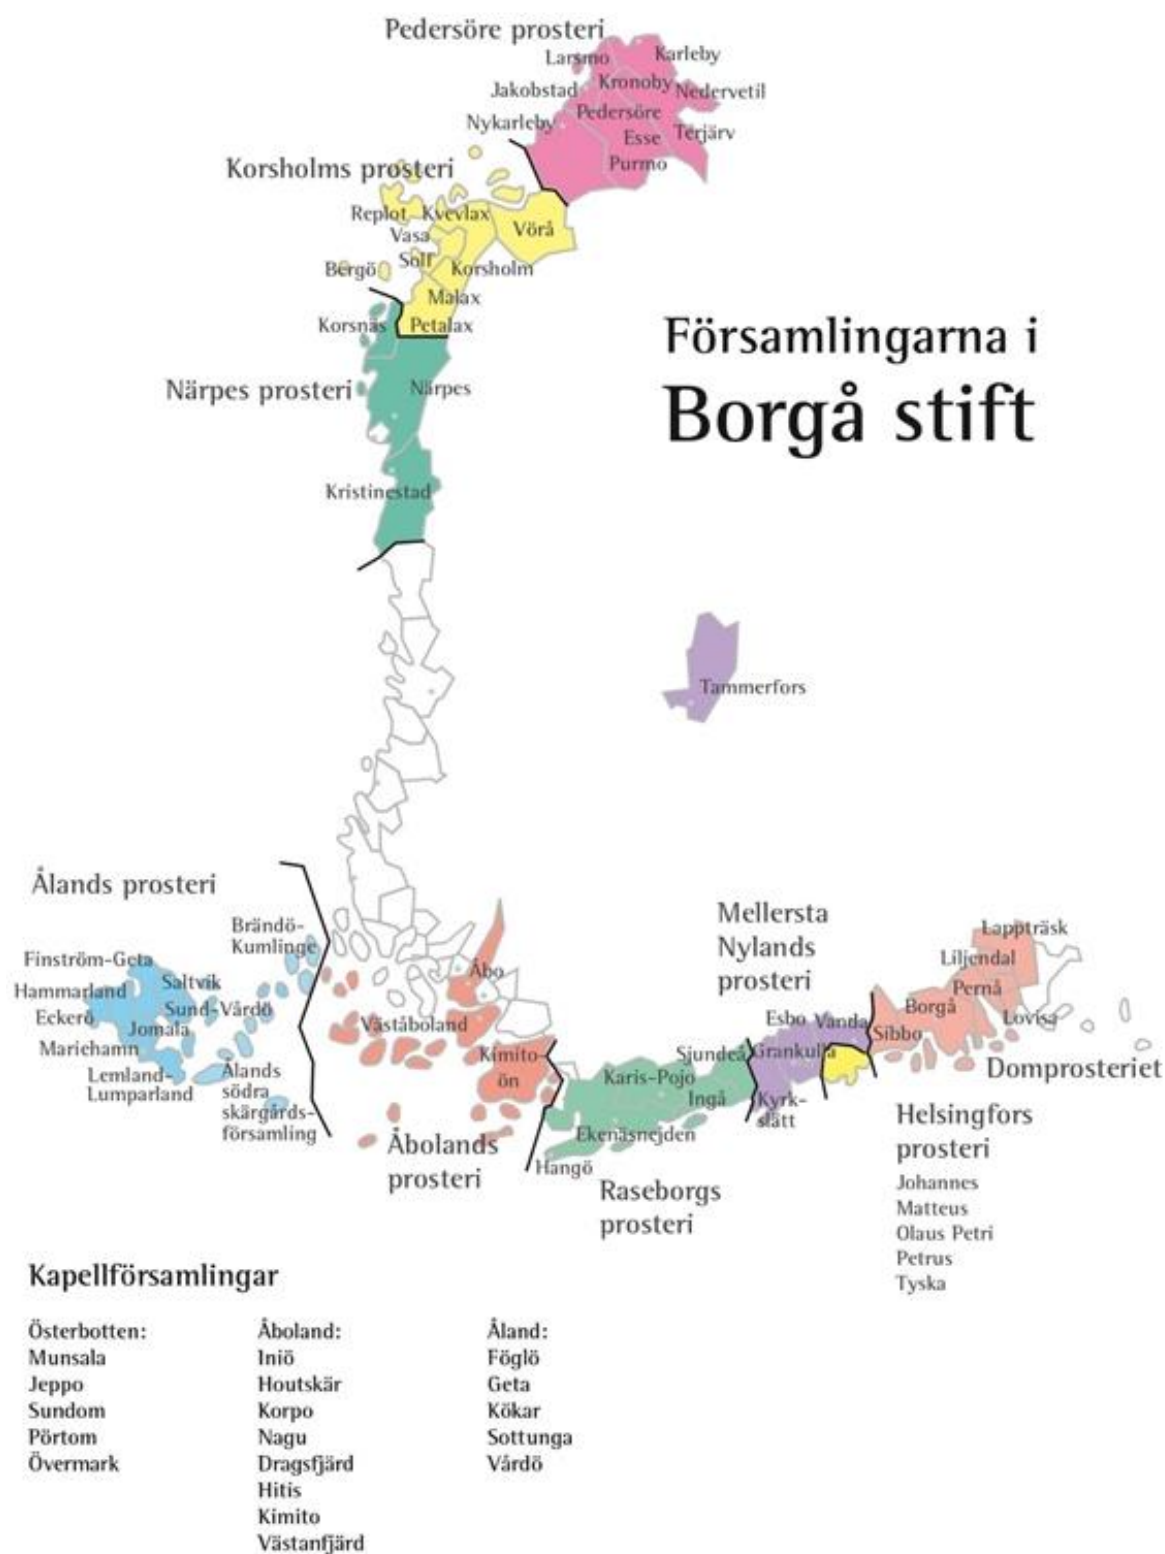 Pedersöre prosteri
Larsmo
Karleby
Jakobstad
Kronoby
Nedervetil
Nykarleby
Pedersöre
Esse
Terjärv
Purmo
Korsholms prosteri
Replot
Kvevlax
Vasa
Vörå
Solf
Bergö
Korsholm
Malax
Korsnäs
Petalax
Församlingarna i
Borgå stift
Närpes prosteri
Närpes
Kristinestad
Tammerfors
Ålands prosteri
Brändö-
Kumlinge
Finström-Geta
Saltvik
Hammarland
Sund-Vårdö
Eckerö
Jomala
Mariehamn
Lemland-
Lumparland
Ålands
södra
skärgårds-
församling
Åbo
Väståboland
Kimito-
ön
Åbolands
prosteri
Mellersta
Nylands
prosteri
Esbo
Vanda
Grankulla
Kyrk-
slätt
Sjundeå
Karis-Pojo
Ingå
Ekenäsnejden
Hangö
Raseborgs
prosteri
Lappträsk
Liljendal
Pernå
Borgå
Lovisa
Sibbo
Domprosteriet
Helsingfors
prosteri
Johannes
Matteus
Olaus Petri
Petrus
Tyska
Kapellförsamlingar
Österbotten:
Munsala
Jeppo
Sundom
Pörtom
Övermark
Åboland:
Iniö
Houtskär
Korpo
Nagu
Dragsfjärd
Hitis
Kimito
Västanfjärd
Åland:
Föglö
Geta
Kökar
Sottunga
Vårdö